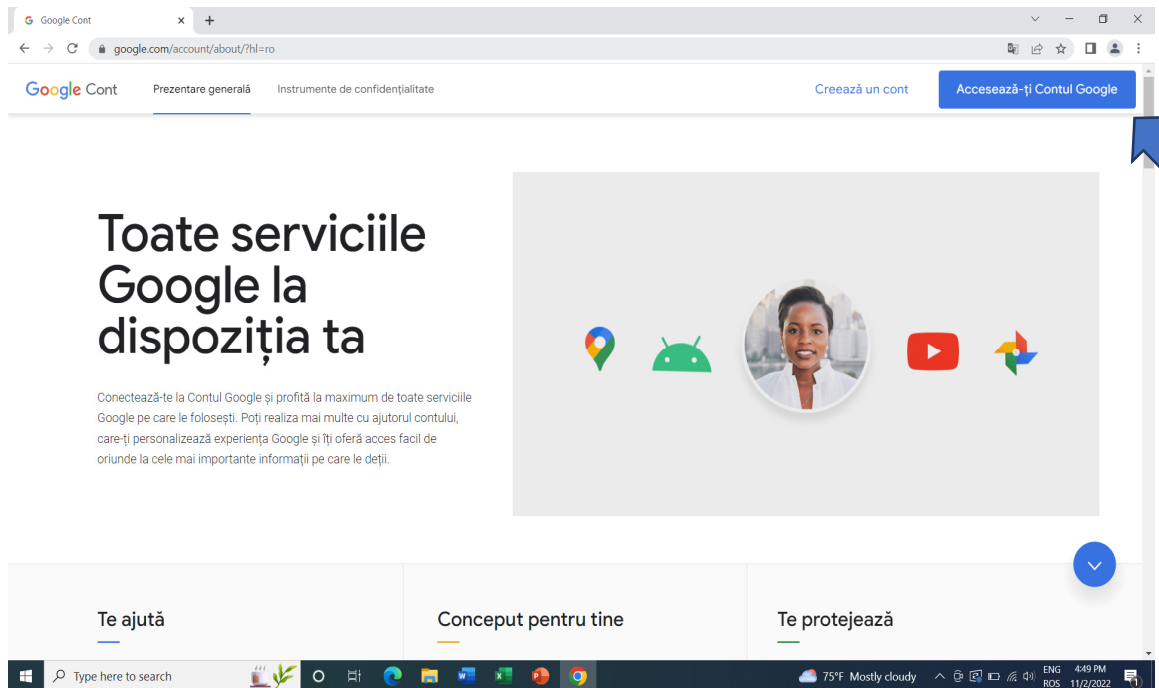 Google Cont
google.com/account/about/?hl=ro
Google Cont
Prezentare generală
Instrumente de confidențialitate
Creează un cont
Accesează-ți Contul Google
Toate serviciile
Google la
dispoziția ta
Conectează-te la Contul Google și profită la maximum de toate serviciile
Google pe care le folosești. Poți realiza mai multe cu ajutorul contului,
care-ți personalizează experiența Google și îți oferă acces facil de
oriunde la cele mai importante informații pe care le deții.
Te ajută
Conceput pentru tine
Te protejează
Type here to search
75°F Mostly cloudy
ENG
ROS
4:49 PM
11/2/2022